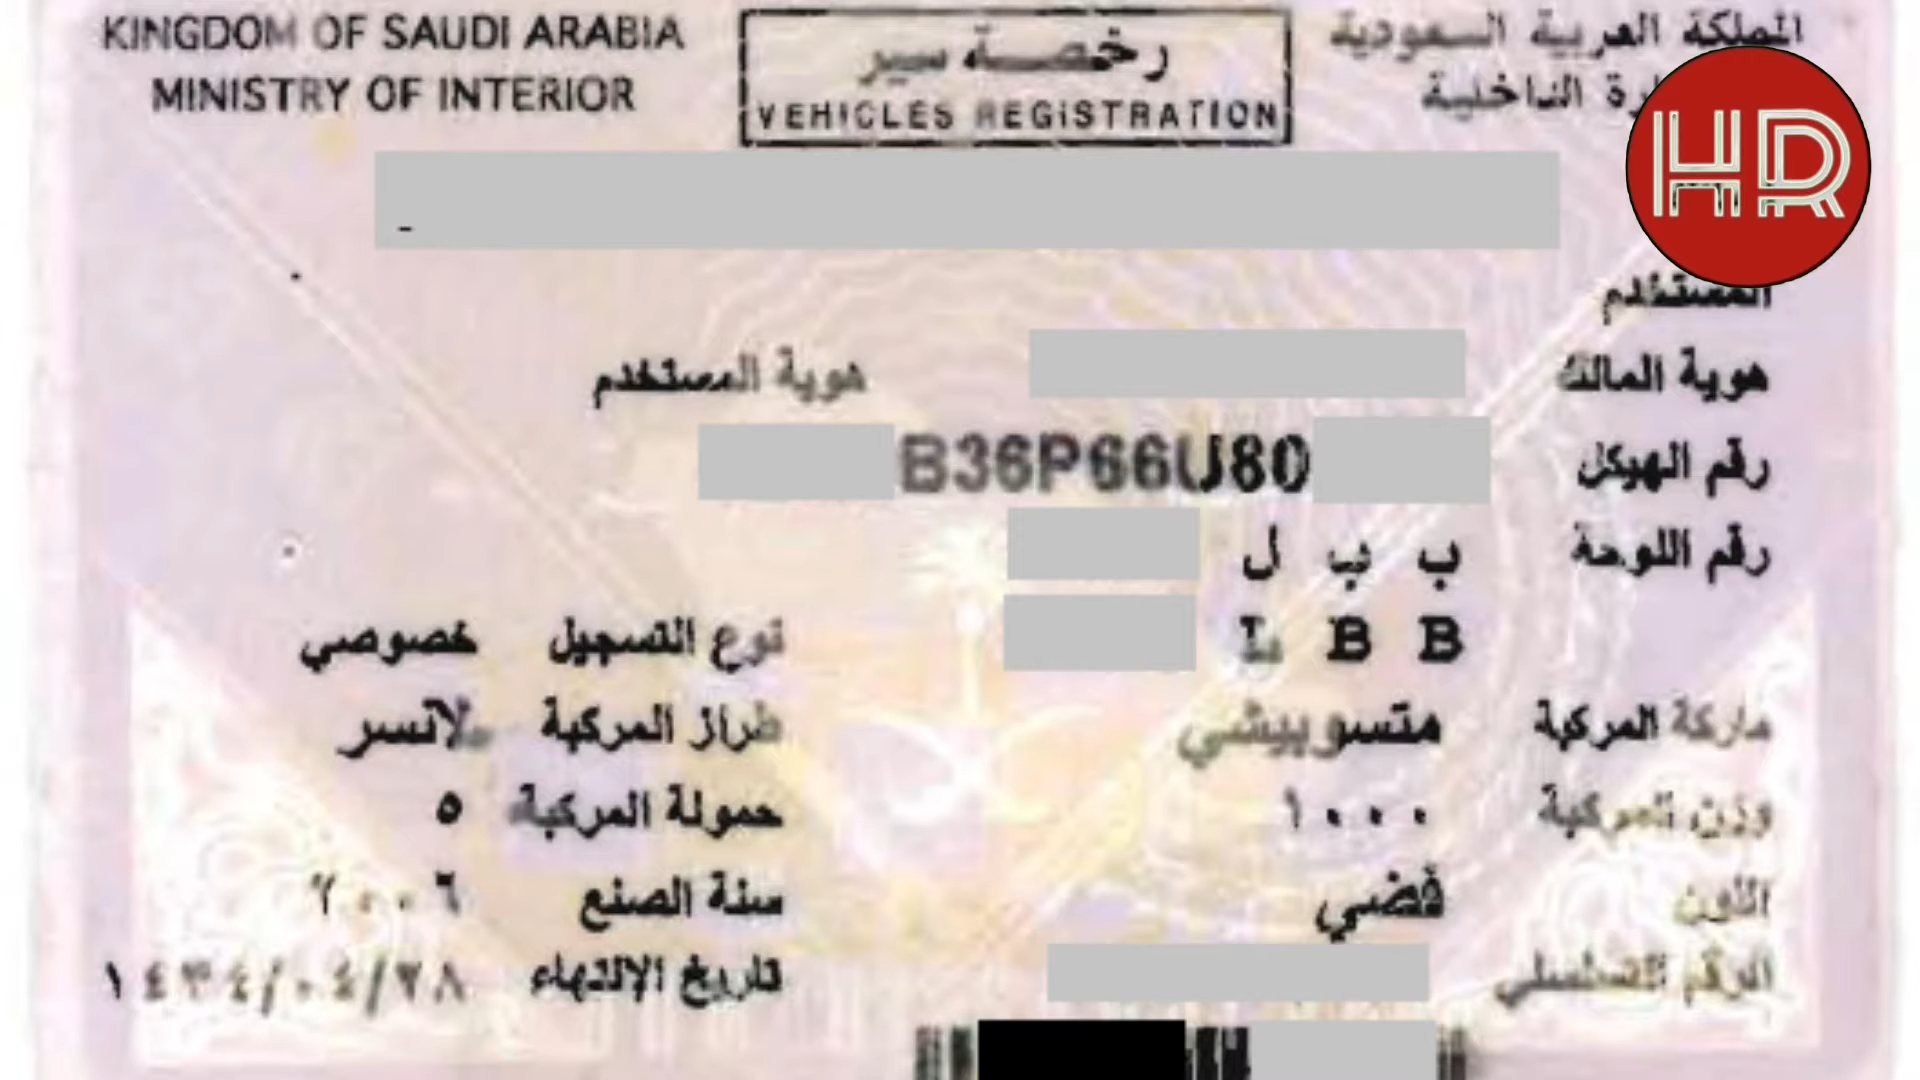 KINGDOM OF SAUDI ARABIA
MINISTRY OF INTERIOR
رخصة سير
VEHICLES REGISTRATION
المملكة العربية السعودية
الداخلية
HR
المستخدم
هوية المالك
هوية المستخدم
رقم الهيكل B36P66U80
رقم اللوحة ب ب ل
B B L
نوع التسجيل خصوصي
ماركة المركبة متسوبيشي
طراز المركبة لانسر
وزن المركبة ١٠٠٠
حمولة المركبة ٥
اللون فضي
سنة الصنع ٢٠٠٦
الرقم التسلسلي
تاريخ الانتهاء ١٤٣٤/٠٤/٢٨